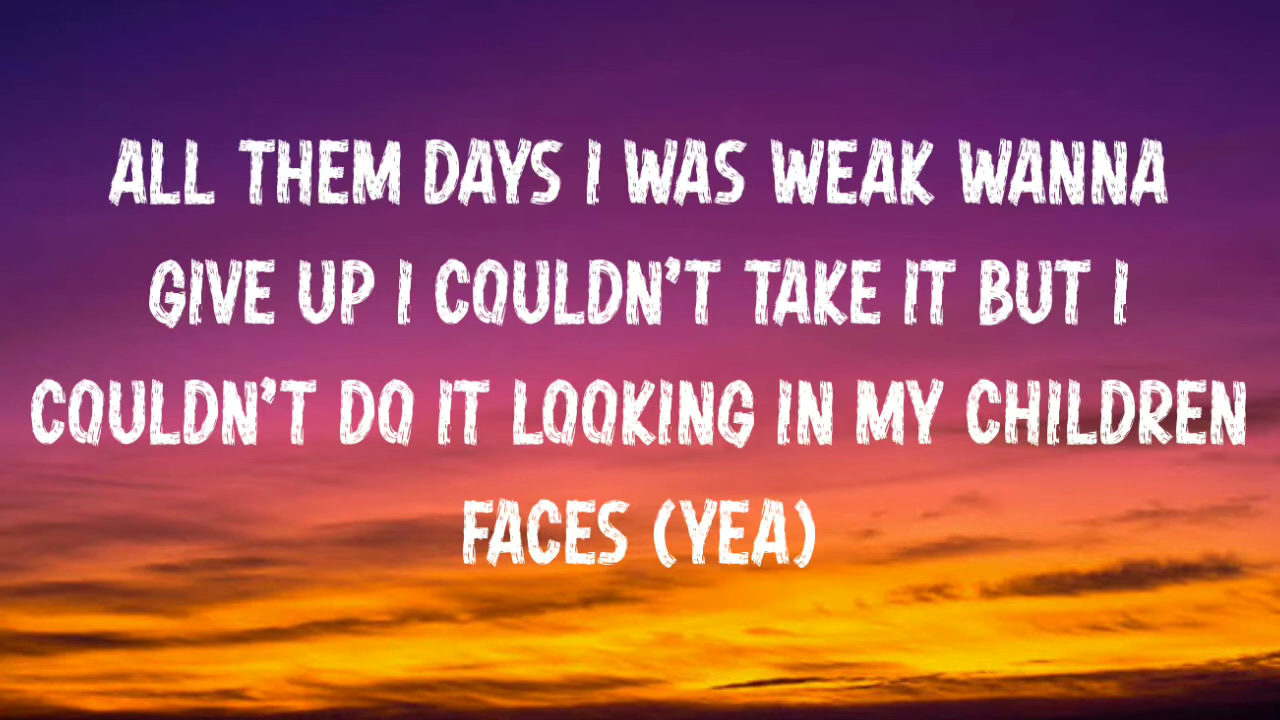 ALL THEM DAYS I WAS WEAK WANNA
GIVE UP I COULDN'T TAKE IT BUT I
COULDN'T DO IT LOOKING IN MY CHILDREN
FACES (YEA)